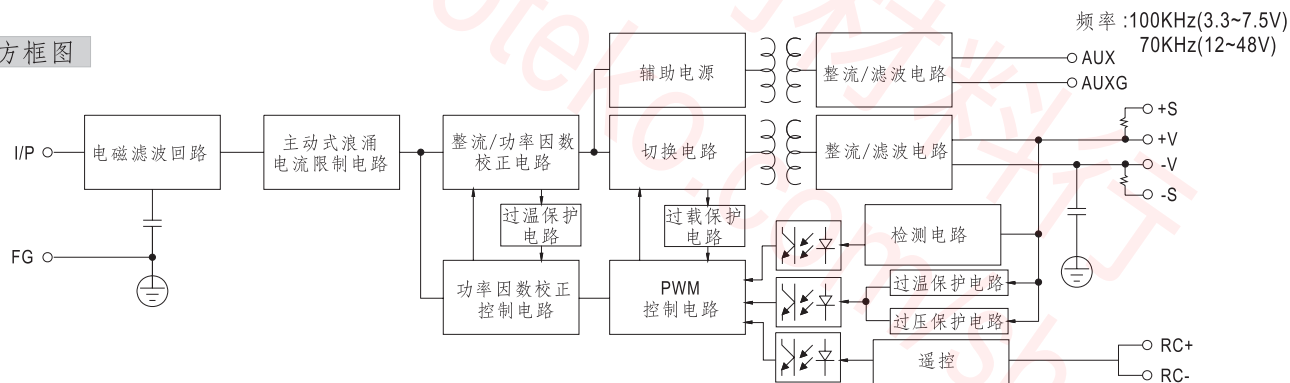 频率 :100KHz(3.3~7.5V)
70KHz(12~48V)
方框图
辅助电源
整流/滤波电路
AUX
AUXG
I/P
电磁滤波回路
主动式浪涌
电流限制电路
整流/功率因数
校正电路
切换电路
整流/滤波电路
+S
+V
-V
-S
过温保护
电路
过载保护
电路
检测电路
FG
功率因数校正
控制电路
PWM
控制电路
过温保护电路
过压保护电路
遥控
RC+
RC-